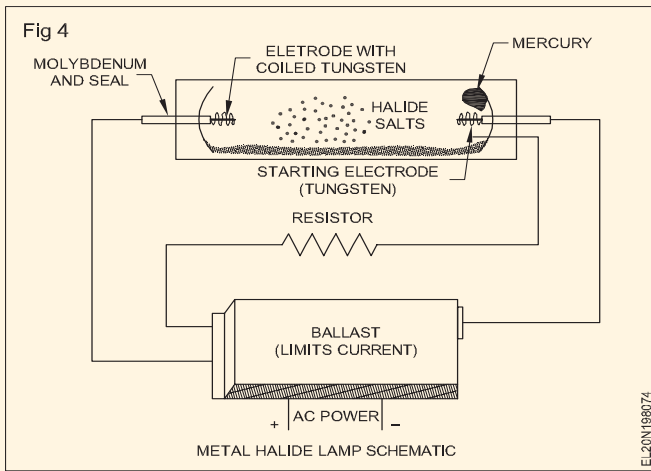 Fig 4
MOLYBDENUM
AND SEAL
ELETRODE WITH
COILED TUNGSTEN
MERCURY
HALIDE
SALTS
STARTING ELECTRODE
(TUNGSTEN)
RESISTOR
BALLAST
(LIMITS CURRENT)
+ AC POWER –
METAL HALIDE LAMP SCHEMATIC
EL20N198074